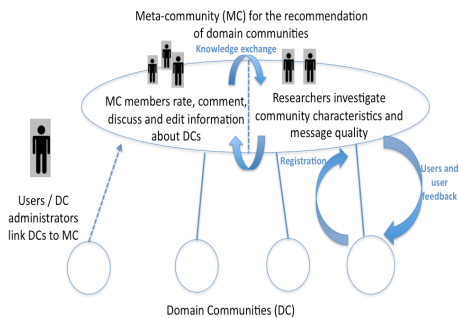 Meta-community (MC) for the recommendation
of domain communities
Knowledge exchange
MC members rate, comment,
discuss and edit information
about DCs
Researchers investigate
community characteristics and
message quality
Registration
Users and
user
feedback
Users / DC
administrators
link DCs to MC
Domain Communities (DC)